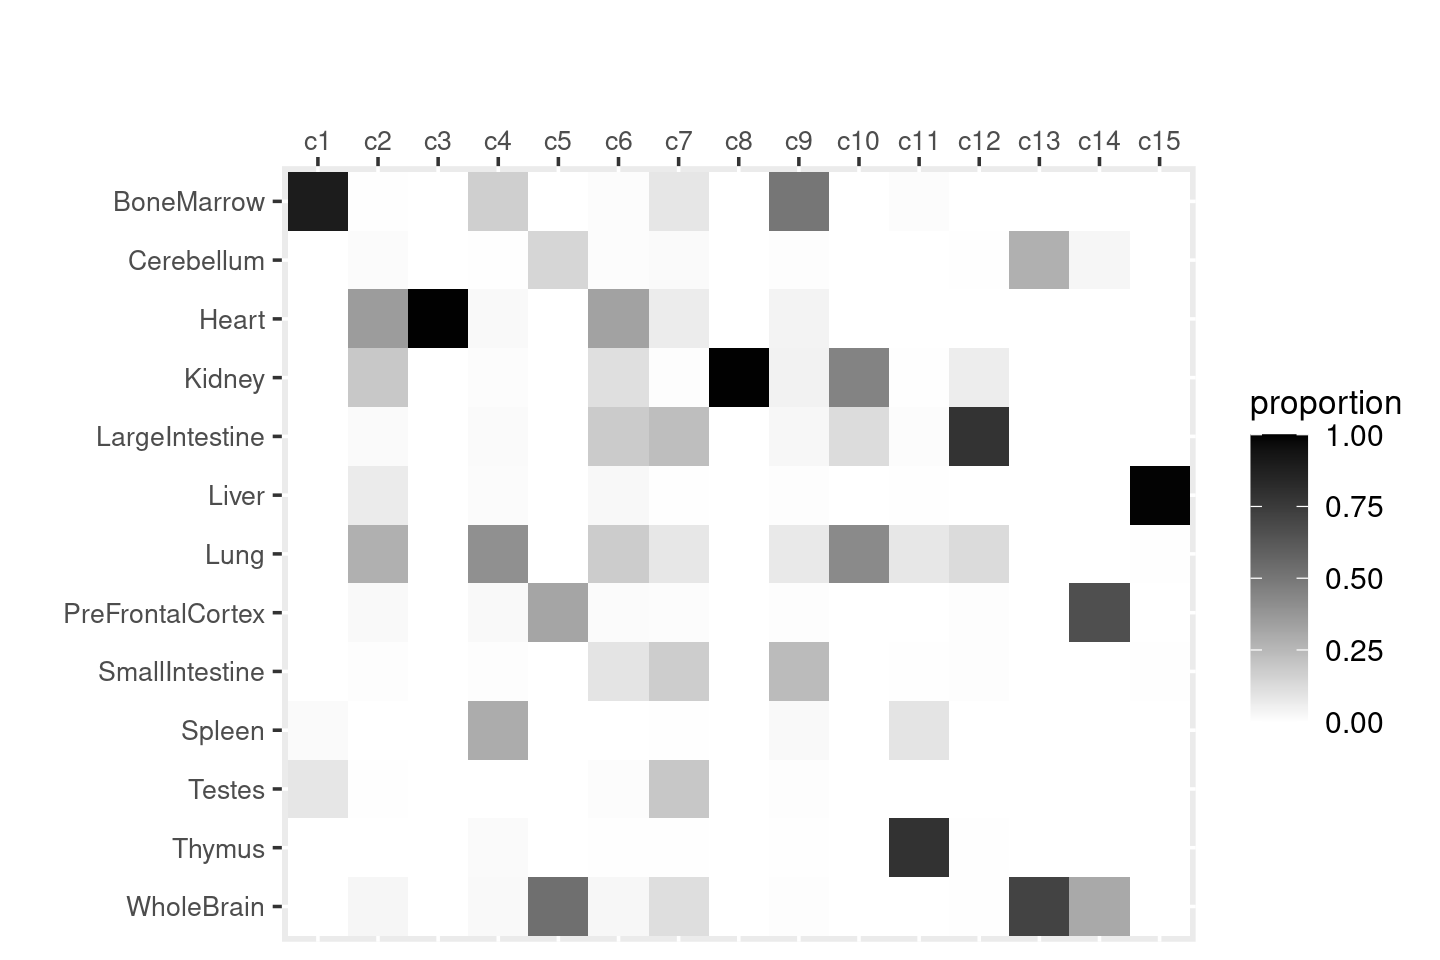 c1 c2 c3 c4 c5 c6 c7 c8 c9 c10 c11 c12 c13 c14 c15
BoneMarrow
Cerebellum
Heart
Kidney
LargeIntestine
Liver
Lung
PreFrontalCortex
SmallIntestine
Spleen
Testes
Thymus
WholeBrain
proportion
1.00
0.75
0.50
0.25
0.00